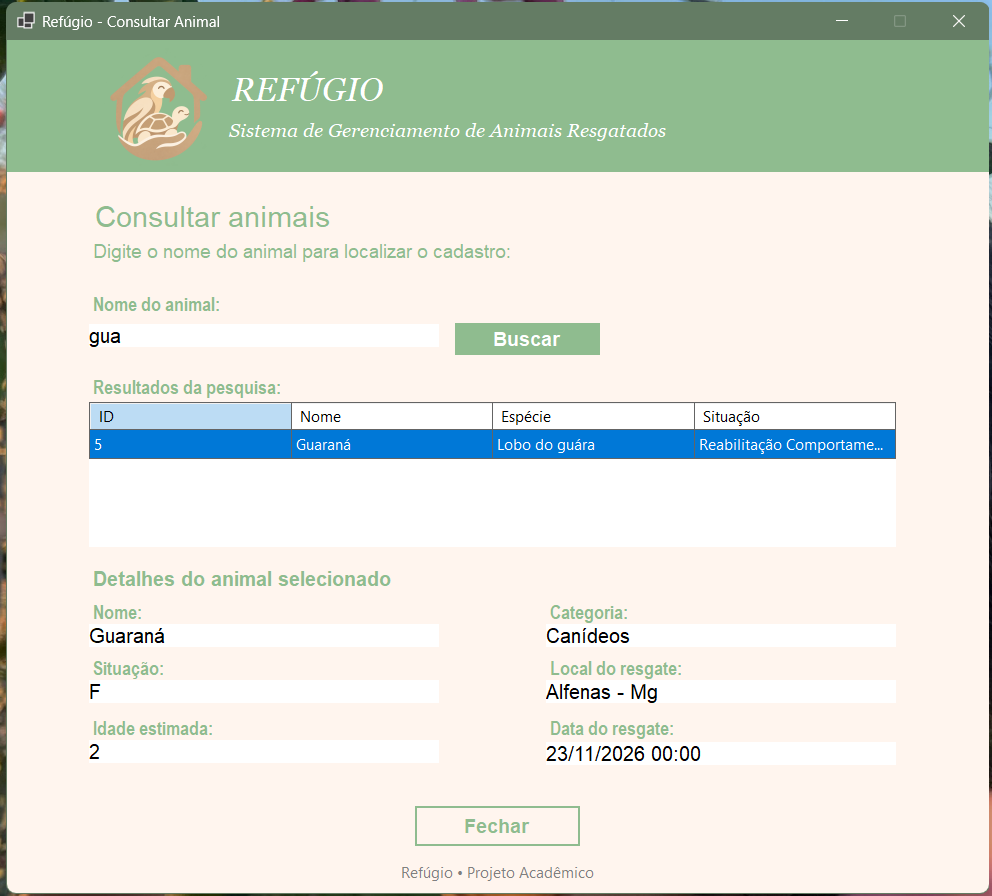 Refúgio - Consultar Animal
REFÚGIO
Sistema de Gerenciamento de Animais Resgatados
Consultar animais
Digite o nome do animal para localizar o cadastro:
Nome do animal:
gua
Buscar
Resultados da pesquisa:
ID Nome Espécie Situação
5 Guaraná Lobo do guára Reabilitação Comportame...
Detalhes do animal selecionado
Nome: Categoria:
Guaraná Canídeos
Situação: Local do resgate:
F Alfenas - Mg
Idade estimada: Data do resgate:
2 23/11/2026 00:00
Fechar
Refúgio • Projeto Acadêmico